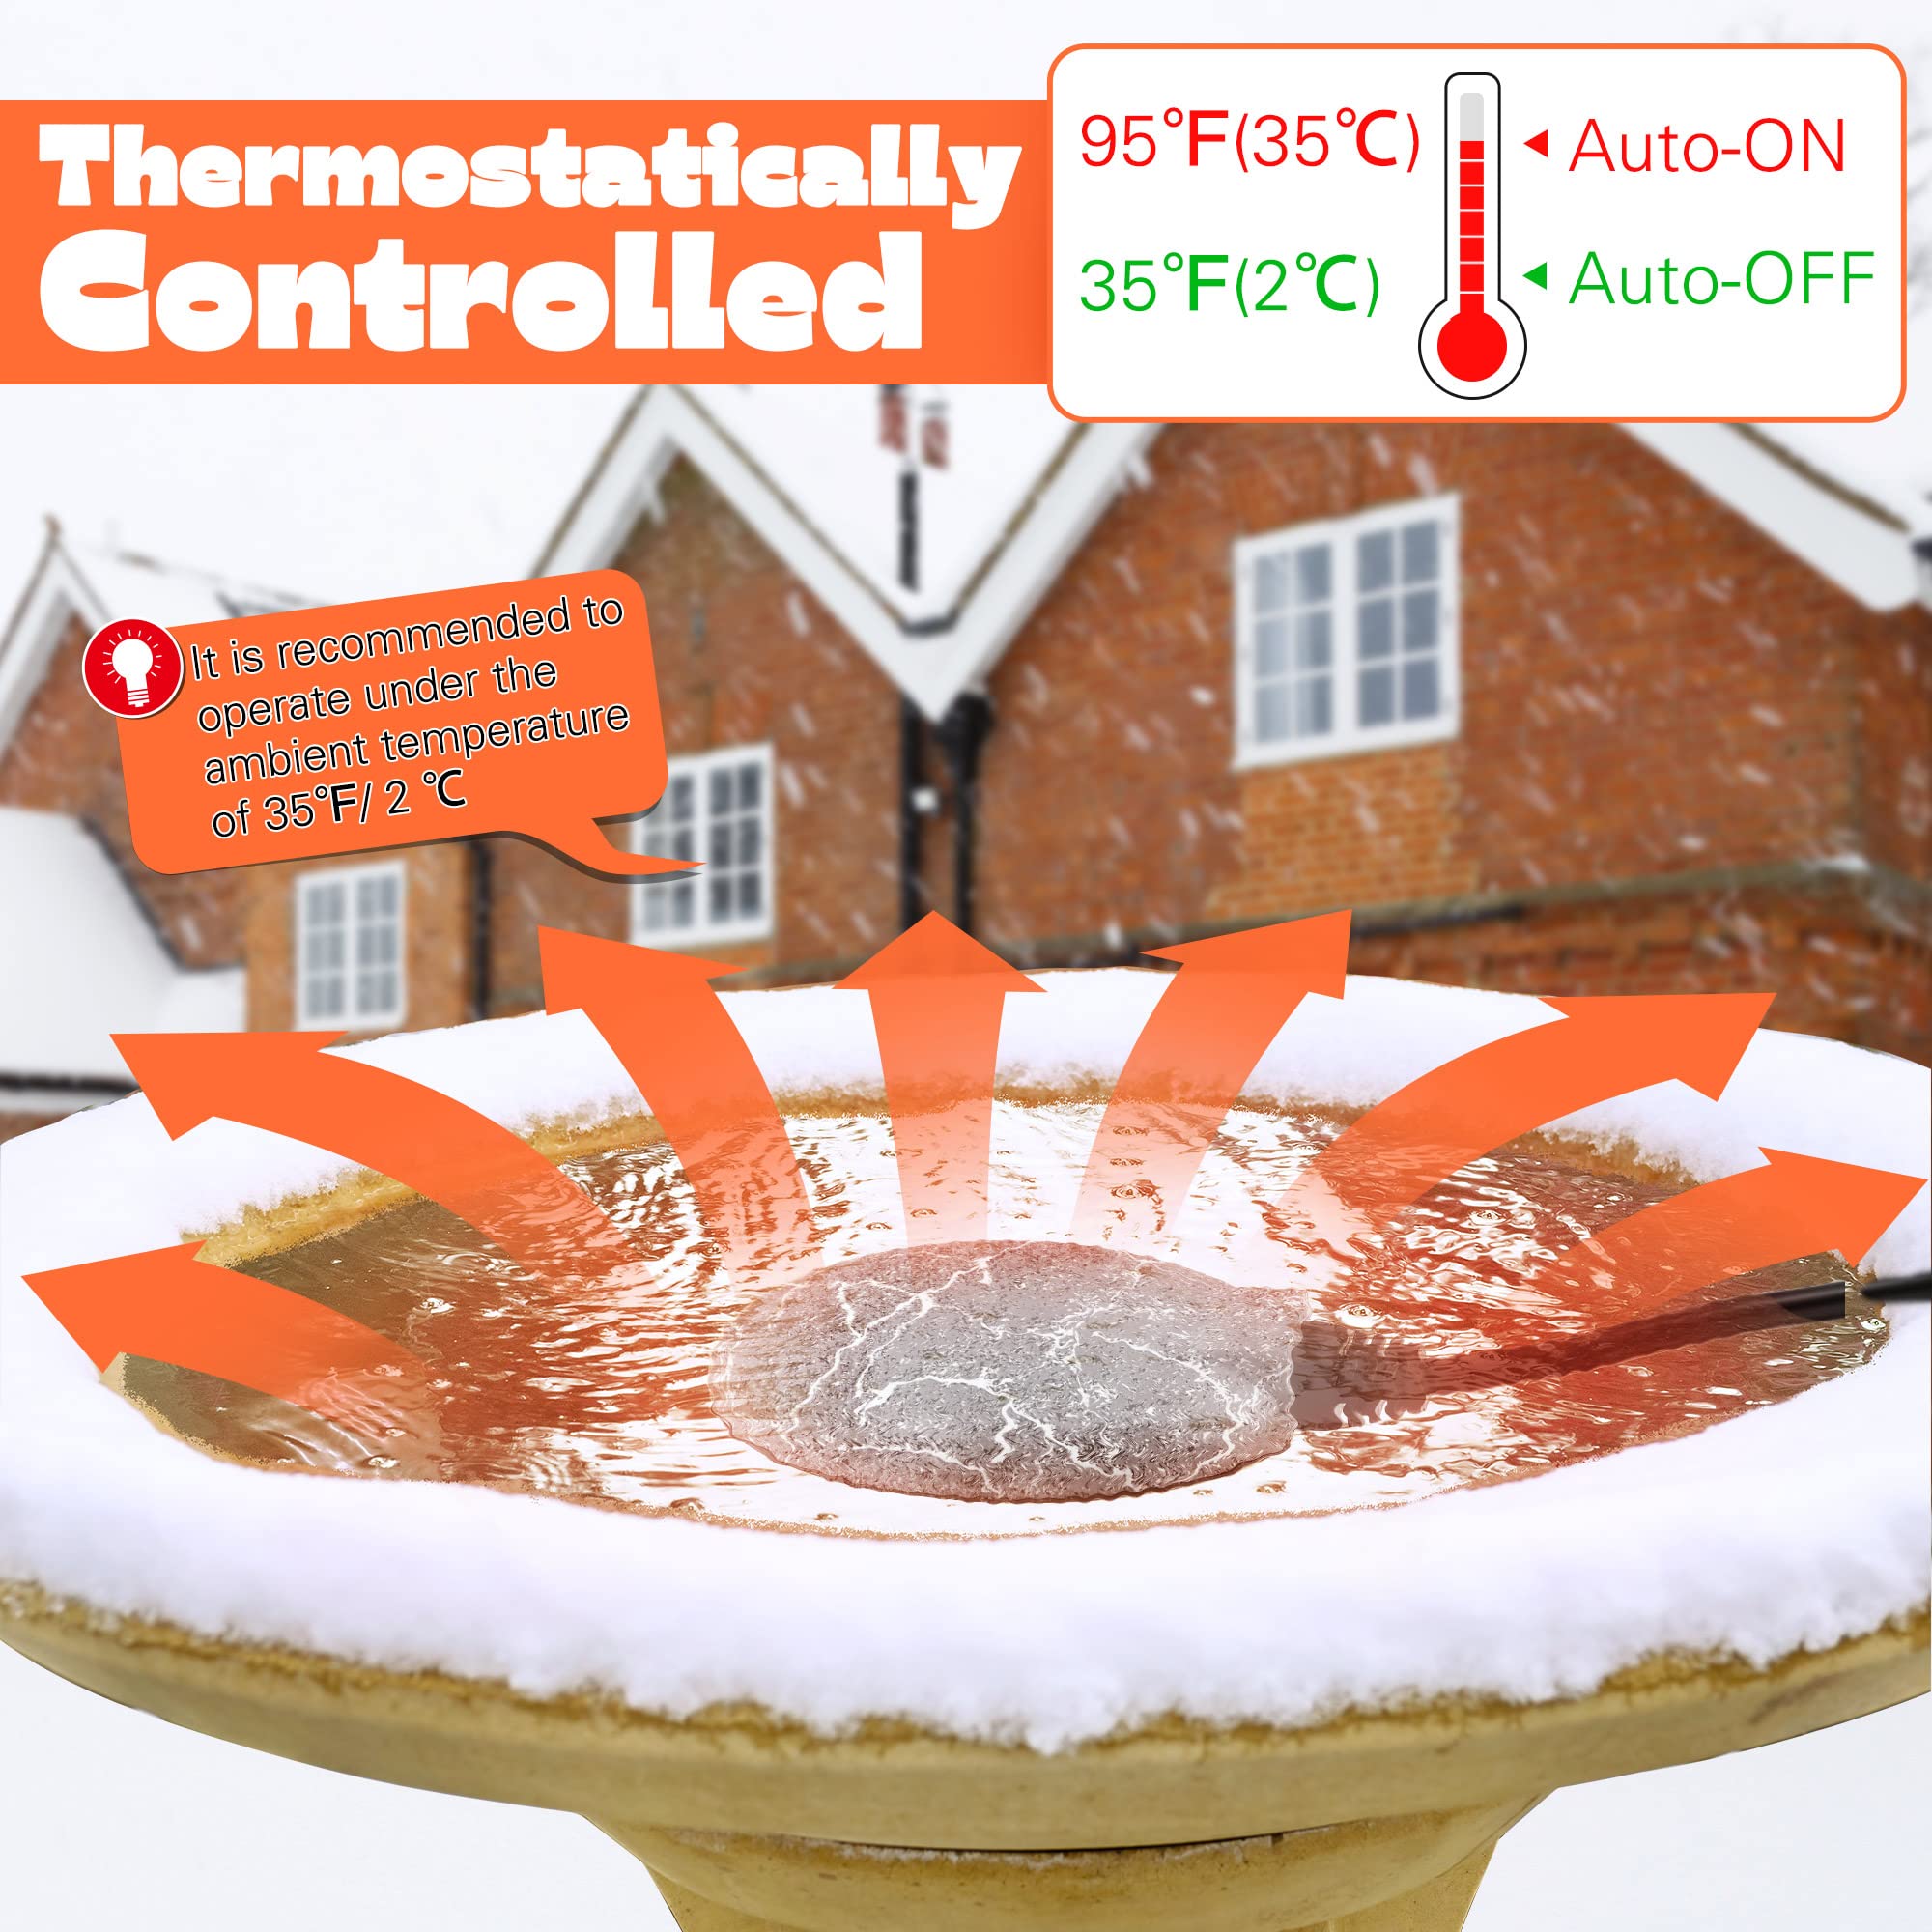 Thermostatically
Controlled
95℉(35℃)
Auto-ON
35℉(2℃)
Auto-OFF
It is recommended to
operate under the
ambient temperature
of 35℉/ 2 ℃